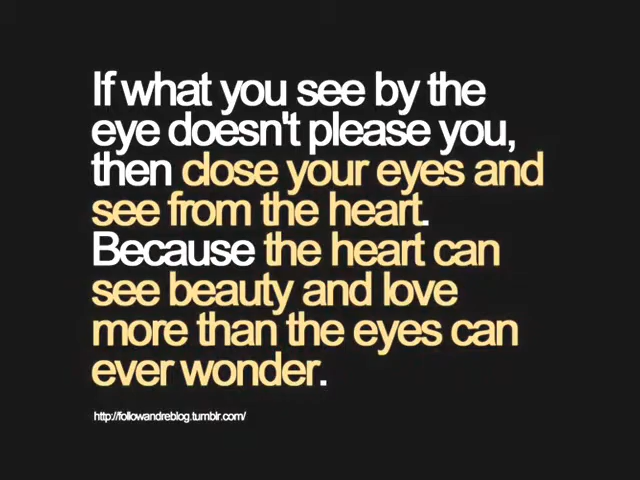 If what you see by the
eye doesn't please you,
then close your eyes and
see from the heart.
Because the heart can
see beauty and love
more than the eyes can
ever wonder.
http://followandreblog.tumblr.com/